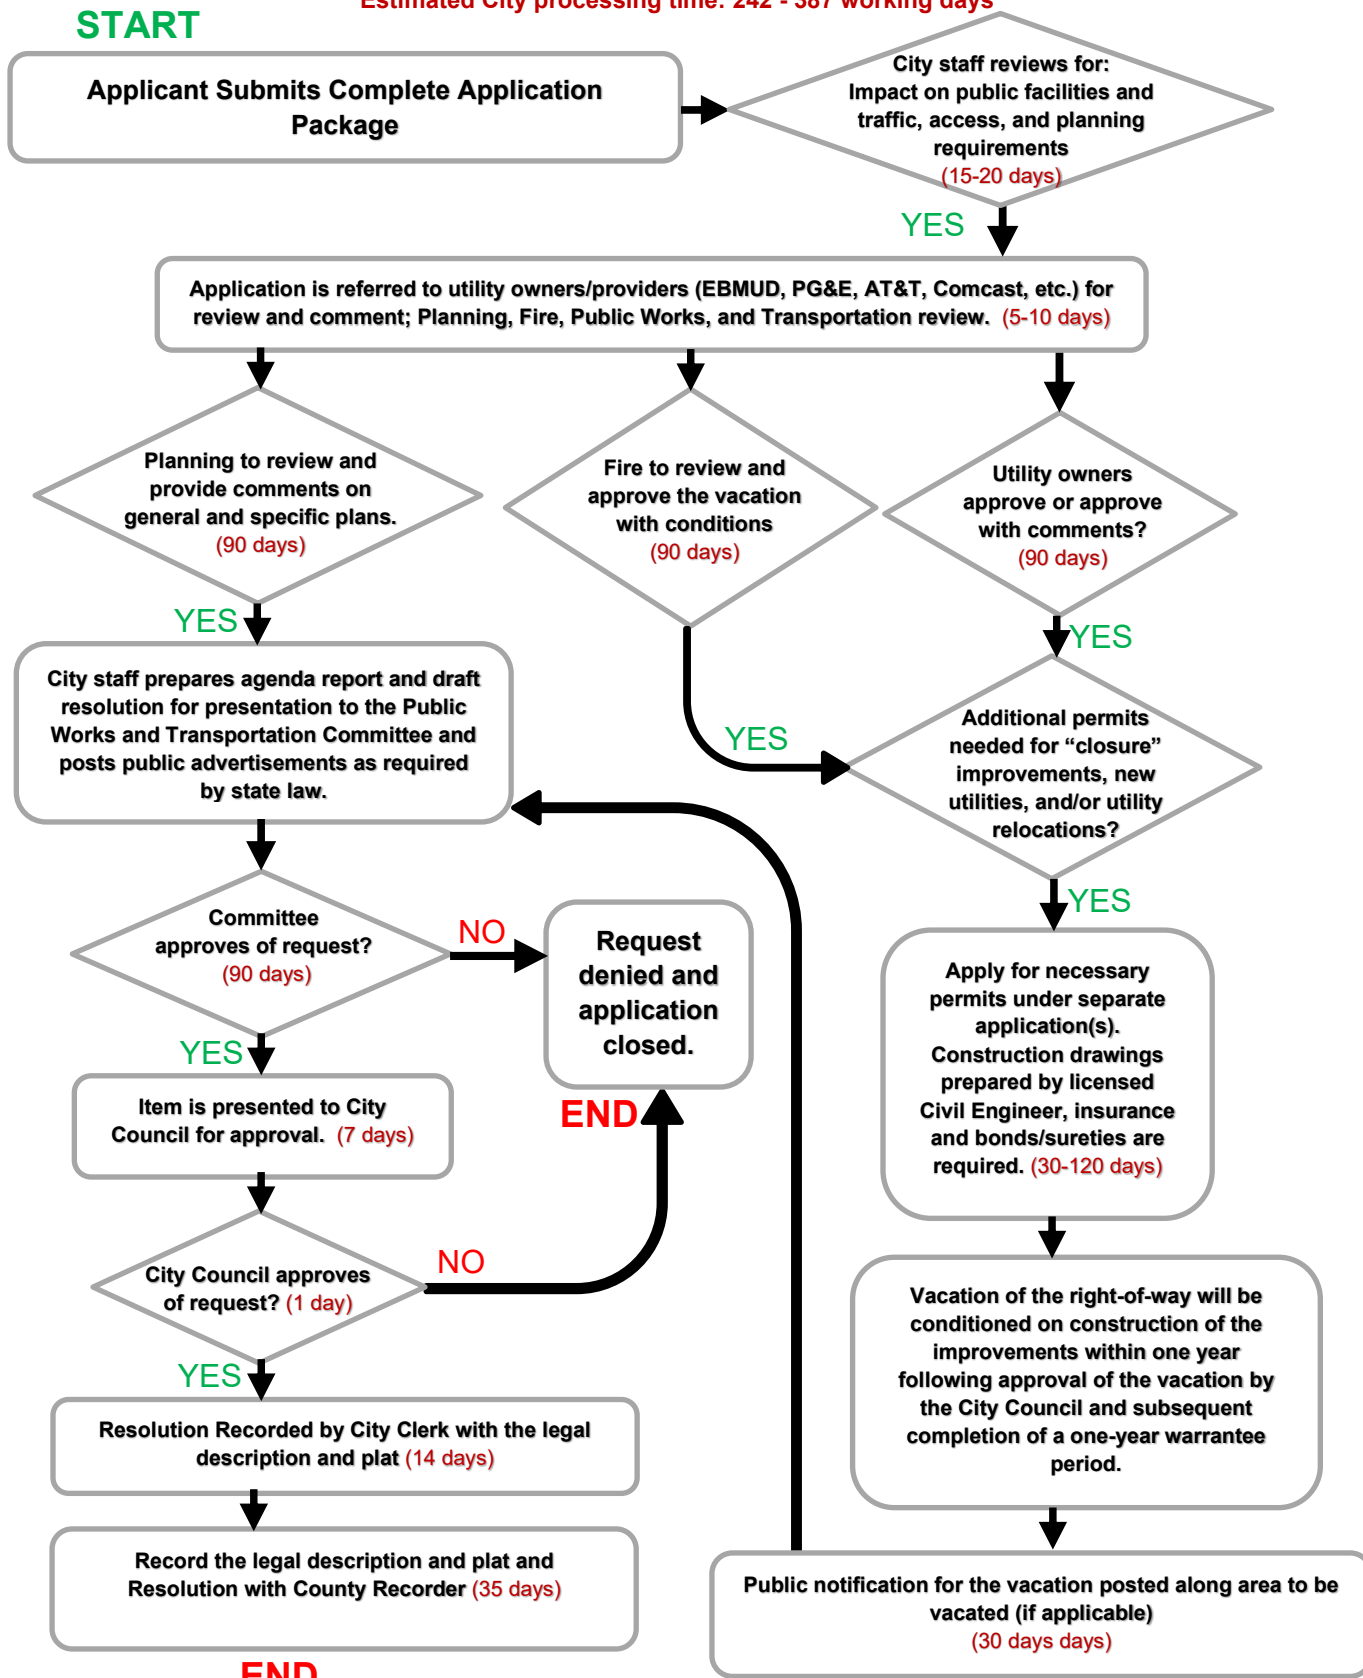 Estimated City processing time: 242 - 387 working days
START
Applicant Submits Complete Application
Package
City staff reviews for:
Impact on public facilities and
traffic, access, and planning
requirements
(15-20 days)
YES
Application is referred to utility owners/providers (EBMUD, PG&E, AT&T, Comcast, etc.) for
review and comment; Planning, Fire, Public Works, and Transportation review. (5-10 days)
Planning to review and
provide comments on
general and specific plans.
(90 days)
Fire to review and
approve the vacation
with conditions
(90 days)
Utility owners
approve or approve
with comments?
(90 days)
YES
YES
City staff prepares agenda report and draft
resolution for presentation to the Public
Works and Transportation Committee and
posts public advertisements as required
by state law.
YES
Additional permits
needed for “closure”
improvements, new
utilities, and/or utility
relocations?
YES
Committee
approves of request?
(90 days)
NO
Request
denied and
application
closed.
END
Apply for necessary
permits under separate
application(s).
Construction drawings
prepared by licensed
Civil Engineer, insurance
and bonds/sureties are
required. (30-120 days)
YES
Item is presented to City
Council for approval. (7 days)
City Council approves
of request? (1 day)
NO
Vacation of the right-of-way will be
conditioned on construction of the
improvements within one year
following approval of the vacation by
the City Council and subsequent
completion of a one-year warrantee
period.
YES
Resolution Recorded by City Clerk with the legal
description and plat (14 days)
Record the legal description and plat and
Resolution with County Recorder (35 days)
Public notification for the vacation posted along area to be
vacated (if applicable)
(30 days days)
END